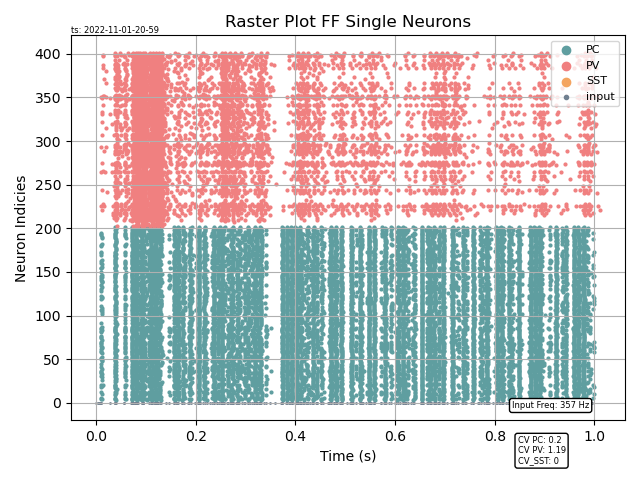 Raster Plot FF Single Neurons
ts: 2022-11-01-20-59
PC
PV
SST
input
Neuron Indicies
400
350
300
250
200
150
100
50
0
Input Freq: 357 Hz
0.0 0.2 0.4 0.6 0.8 1.0
Time (s)
CV PC: 0.2
CV PV: 1.19
CV_SST: 0